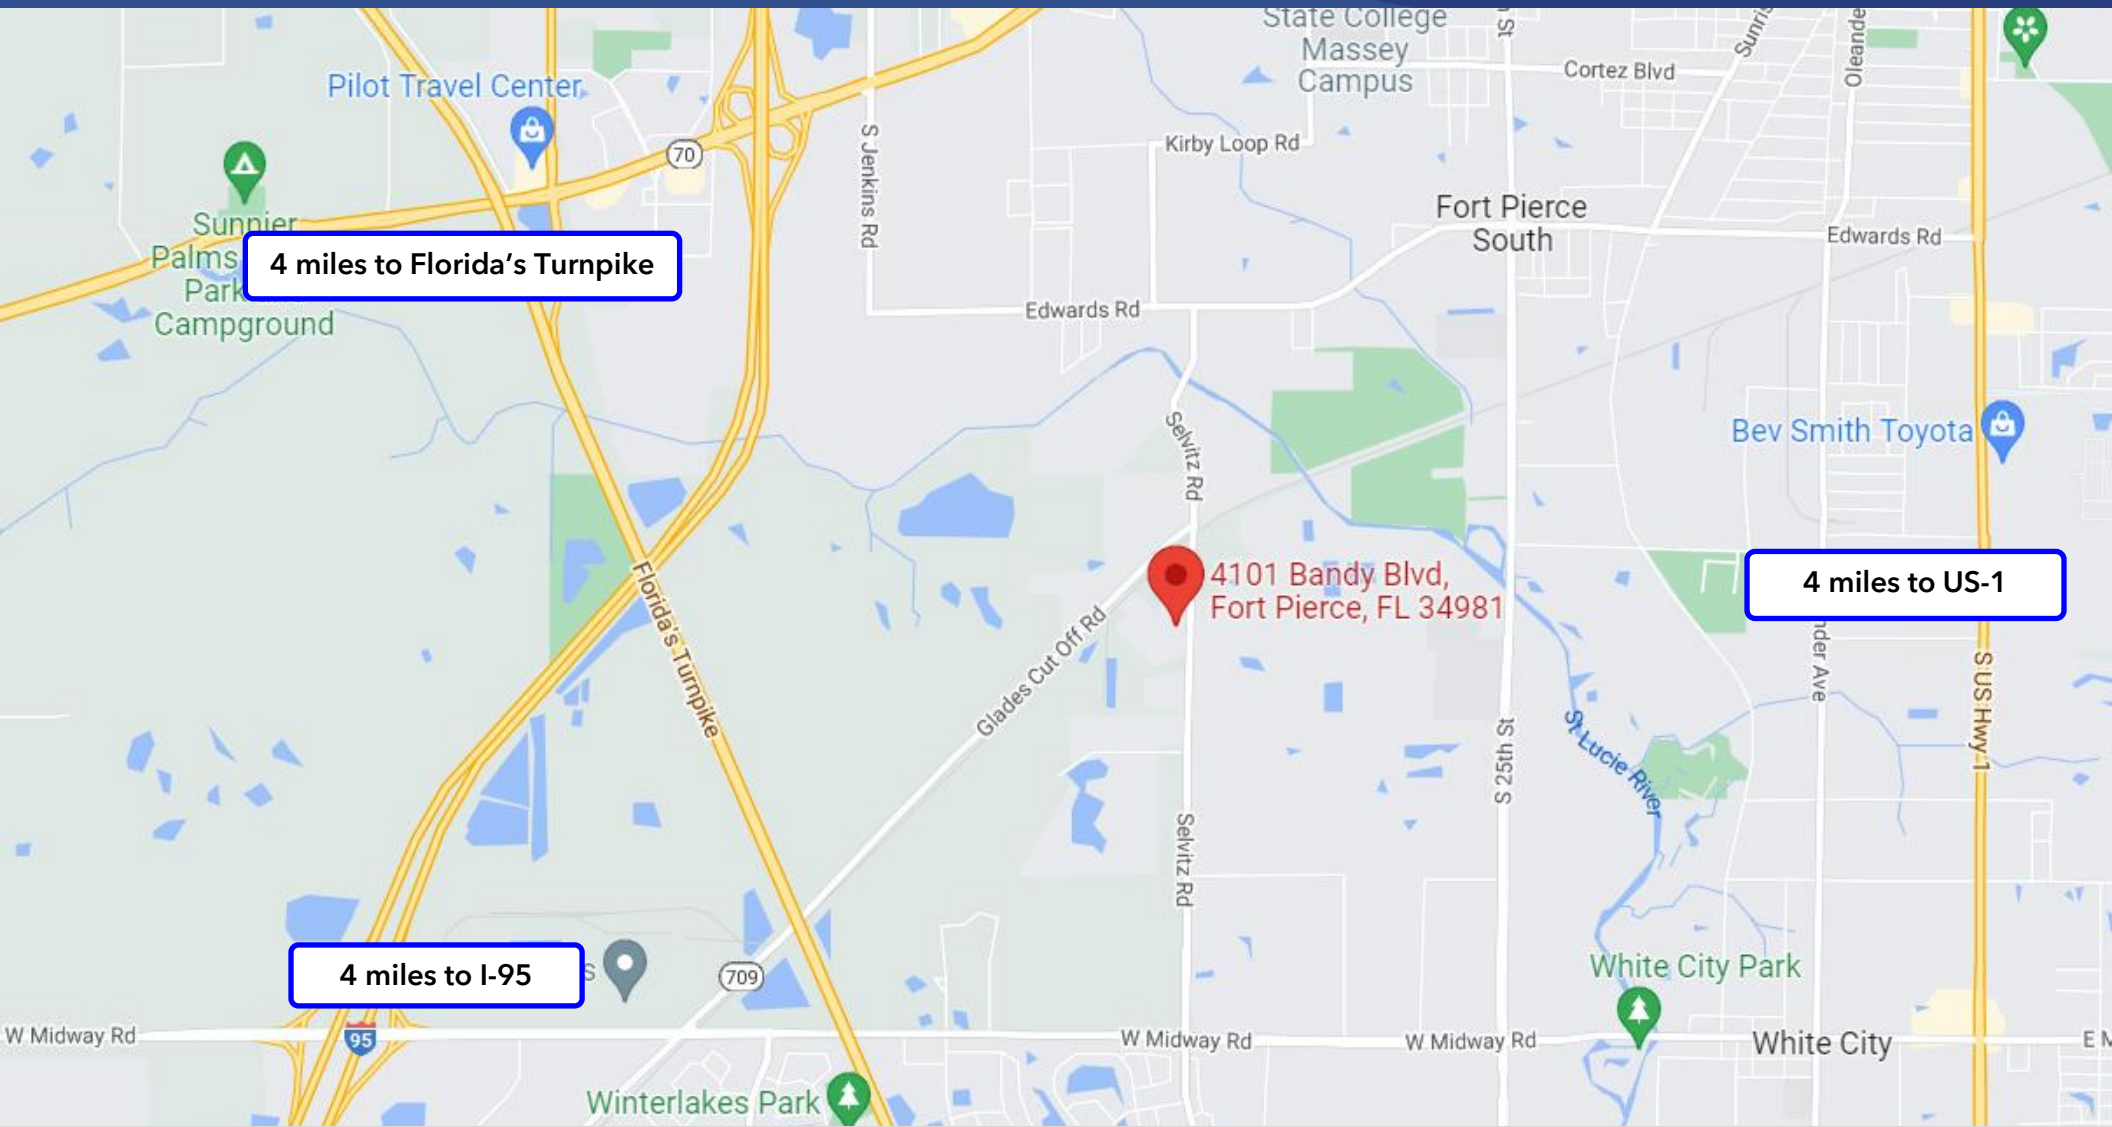 State College
Massey
Campus
Cortez Blvd
Pilot Travel Center
70
S Jenkins Rd
Kirby Loop Rd
Fort Pierce
South
Edwards Rd
Sunnier
Palms
Park
Campground
4 miles to Florida's Turnpike
Edwards Rd
Selvitz Rd
Bev Smith Toyota
4101 Bandy Blvd,
Fort Pierce, FL 34981
4 miles to US-1
Florida's Turnpike
Glades Cut Off Rd
S 25th St
St Lucie River
S US Hwy 1
Selvitz Rd
4 miles to I-95
709
White City Park
W Midway Rd
95
W Midway Rd
W Midway Rd
White City
Winterlakes Park